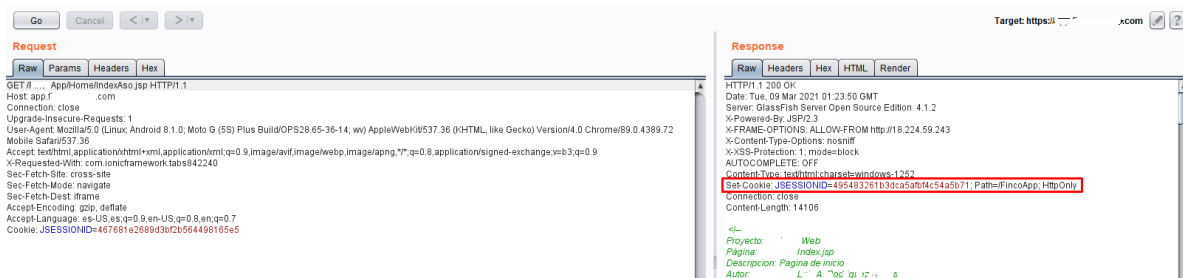 Go Cancel < > Target: https:// .com ?
Request
Raw Params Headers Hex
GET / App/Home/IndexAso.jsp HTTP/1.1
Host: app. .com
Connection: close
Upgrade-Insecure-Requests: 1
User-Agent: Mozilla/5.0 (Linux; Android 8.1.0; Moto G (5S) Plus Build/OPS28.65-36-14; wv) AppleWebKit/537.36 (KHTML, like Gecko) Version/4.0 Chrome/89.0.4389.72
Mobile Safari/537.36
Accept: text/html,application/xhtml+xml,application/xml;q=0.9,image/avif,image/webp,image/apng,*/*;q=0.8,application/signed-exchange;v=b3;q=0.9
X-Requested-With: com.ionicframework.tabs842240
Sec-Fetch-Site: cross-site
Sec-Fetch-Mode: navigate
Sec-Fetch-Dest: iframe
Accept-Encoding: gzip, deflate
Accept-Language: es-US,es;q=0.9,en-US;q=0.8,en;q=0.7
Cookie: JSESSIONID=467681e2689d3bf2b564498165e5
Response
Raw Headers Hex HTML Render
HTTP/1.1 200 OK
Date: Tue, 09 Mar 2021 01:23:50 GMT
Server: GlassFish Server Open Source Edition 4.1.2
X-Powered-By: JSP/2.3
X-FRAME-OPTIONS: ALLOW-FROM http://18.224.59.243
X-Content-Type-Options: nosniff
X-XSS-Protection: 1; mode=block
AUTOCOMPLETE: OFF
Content-Type: text/html;charset=windows-1252
Set-Cookie: JSESSIONID=495483261b3dca5afbf4c54a5b71; Path=/FincoApp; HttpOnly
Connection: close
Content-Length: 14106
<!--
Proyecto: Web
Página: Index.jsp
Descripcion: Pagina de inicio
Autor: